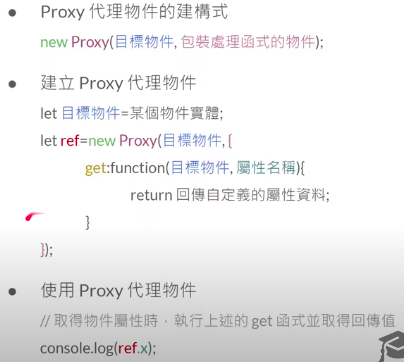 ● Proxy 代理物件的建構式
new Proxy(目標物件, 包裝處理函式的物件);
● 建立 Proxy 代理物件
let 目標物件=某個物件實體;
let ref=new Proxy(目標物件, {
get:function(目標物件, 屬性名稱){
return 回傳自定義的屬性資料;
}
});
● 使用 Proxy 代理物件
// 取得物件屬性時，執行上述的 get 函式並取得回傳值
console.log(ref.x);